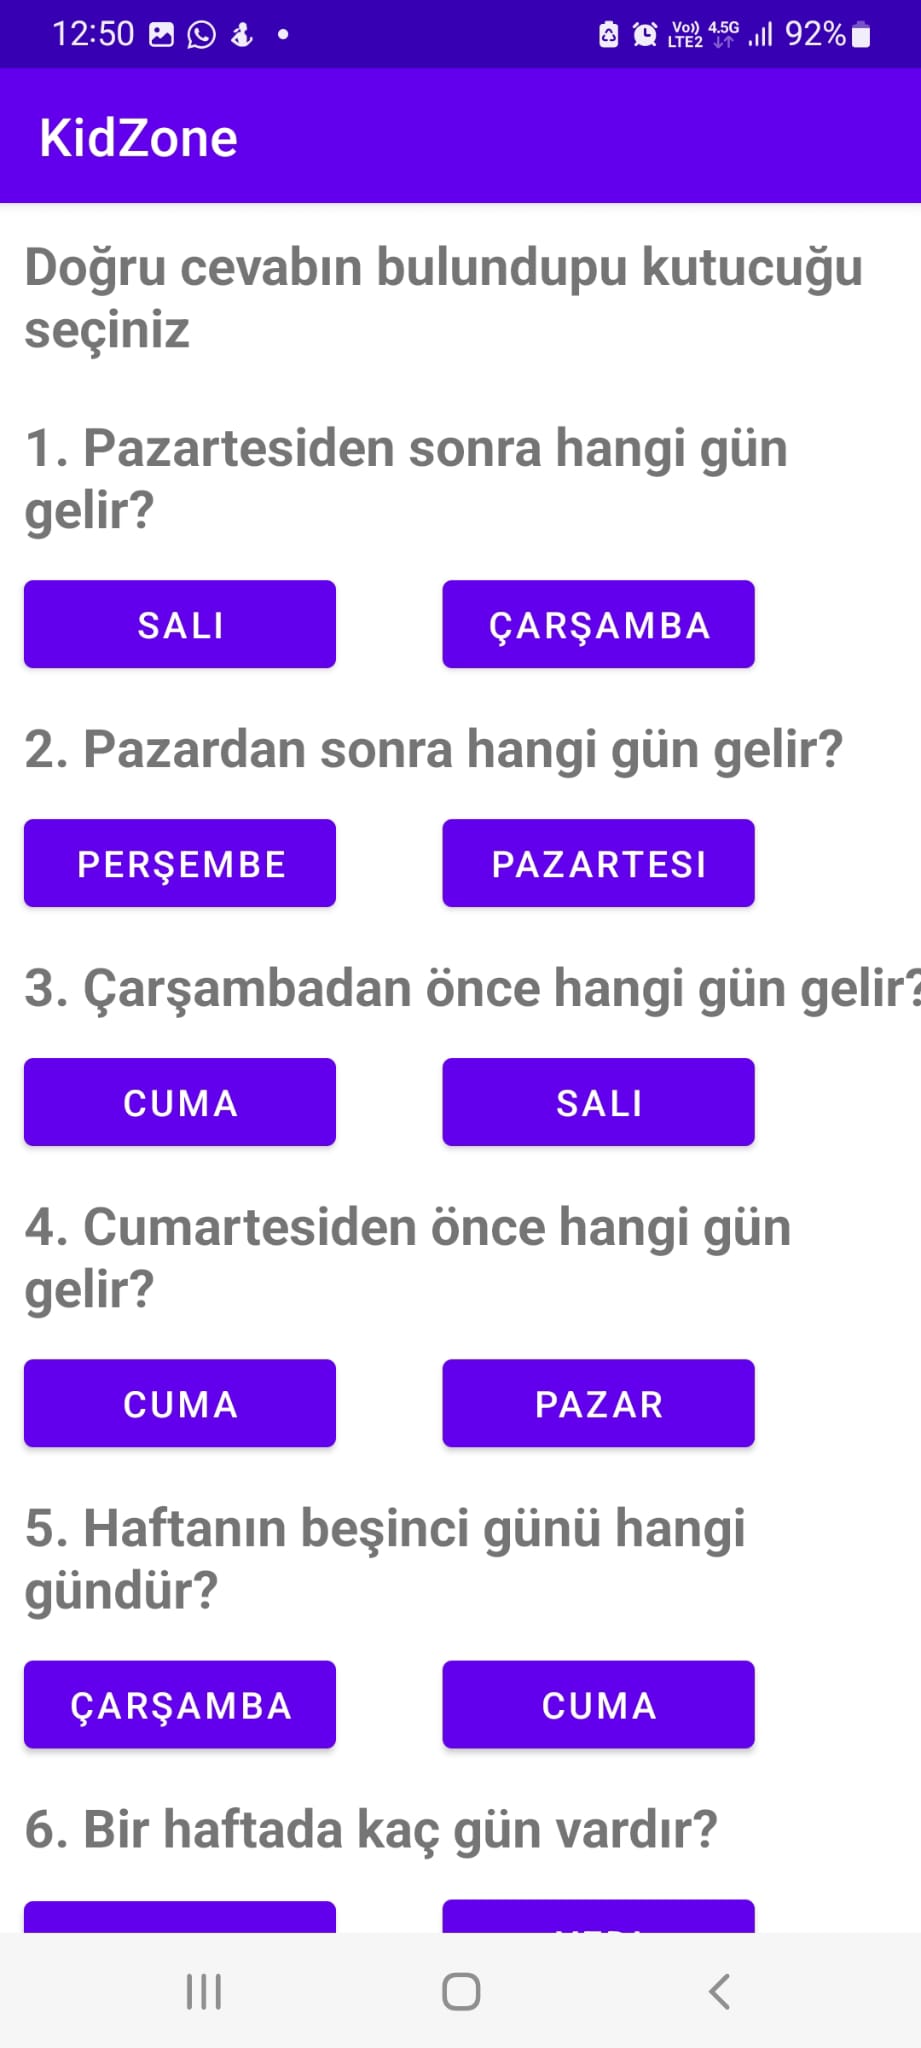 12:50 Vo)) LTE2 4.5G 92%
KidZone
Doğru cevabın bulundupu kutucuğu
seçiniz
1. Pazartesiden sonra hangi gün
gelir?
SALI ÇARŞAMBA
2. Pazardan sonra hangi gün gelir?
PERŞEMBE PAZARTESI
3. Çarşambadan önce hangi gün gelir?
CUMA SALI
4. Cumartesiden önce hangi gün
gelir?
CUMA PAZAR
5. Haftanın beşinci günü hangi
gündür?
ÇARŞAMBA CUMA
6. Bir haftada kaç gün vardır?